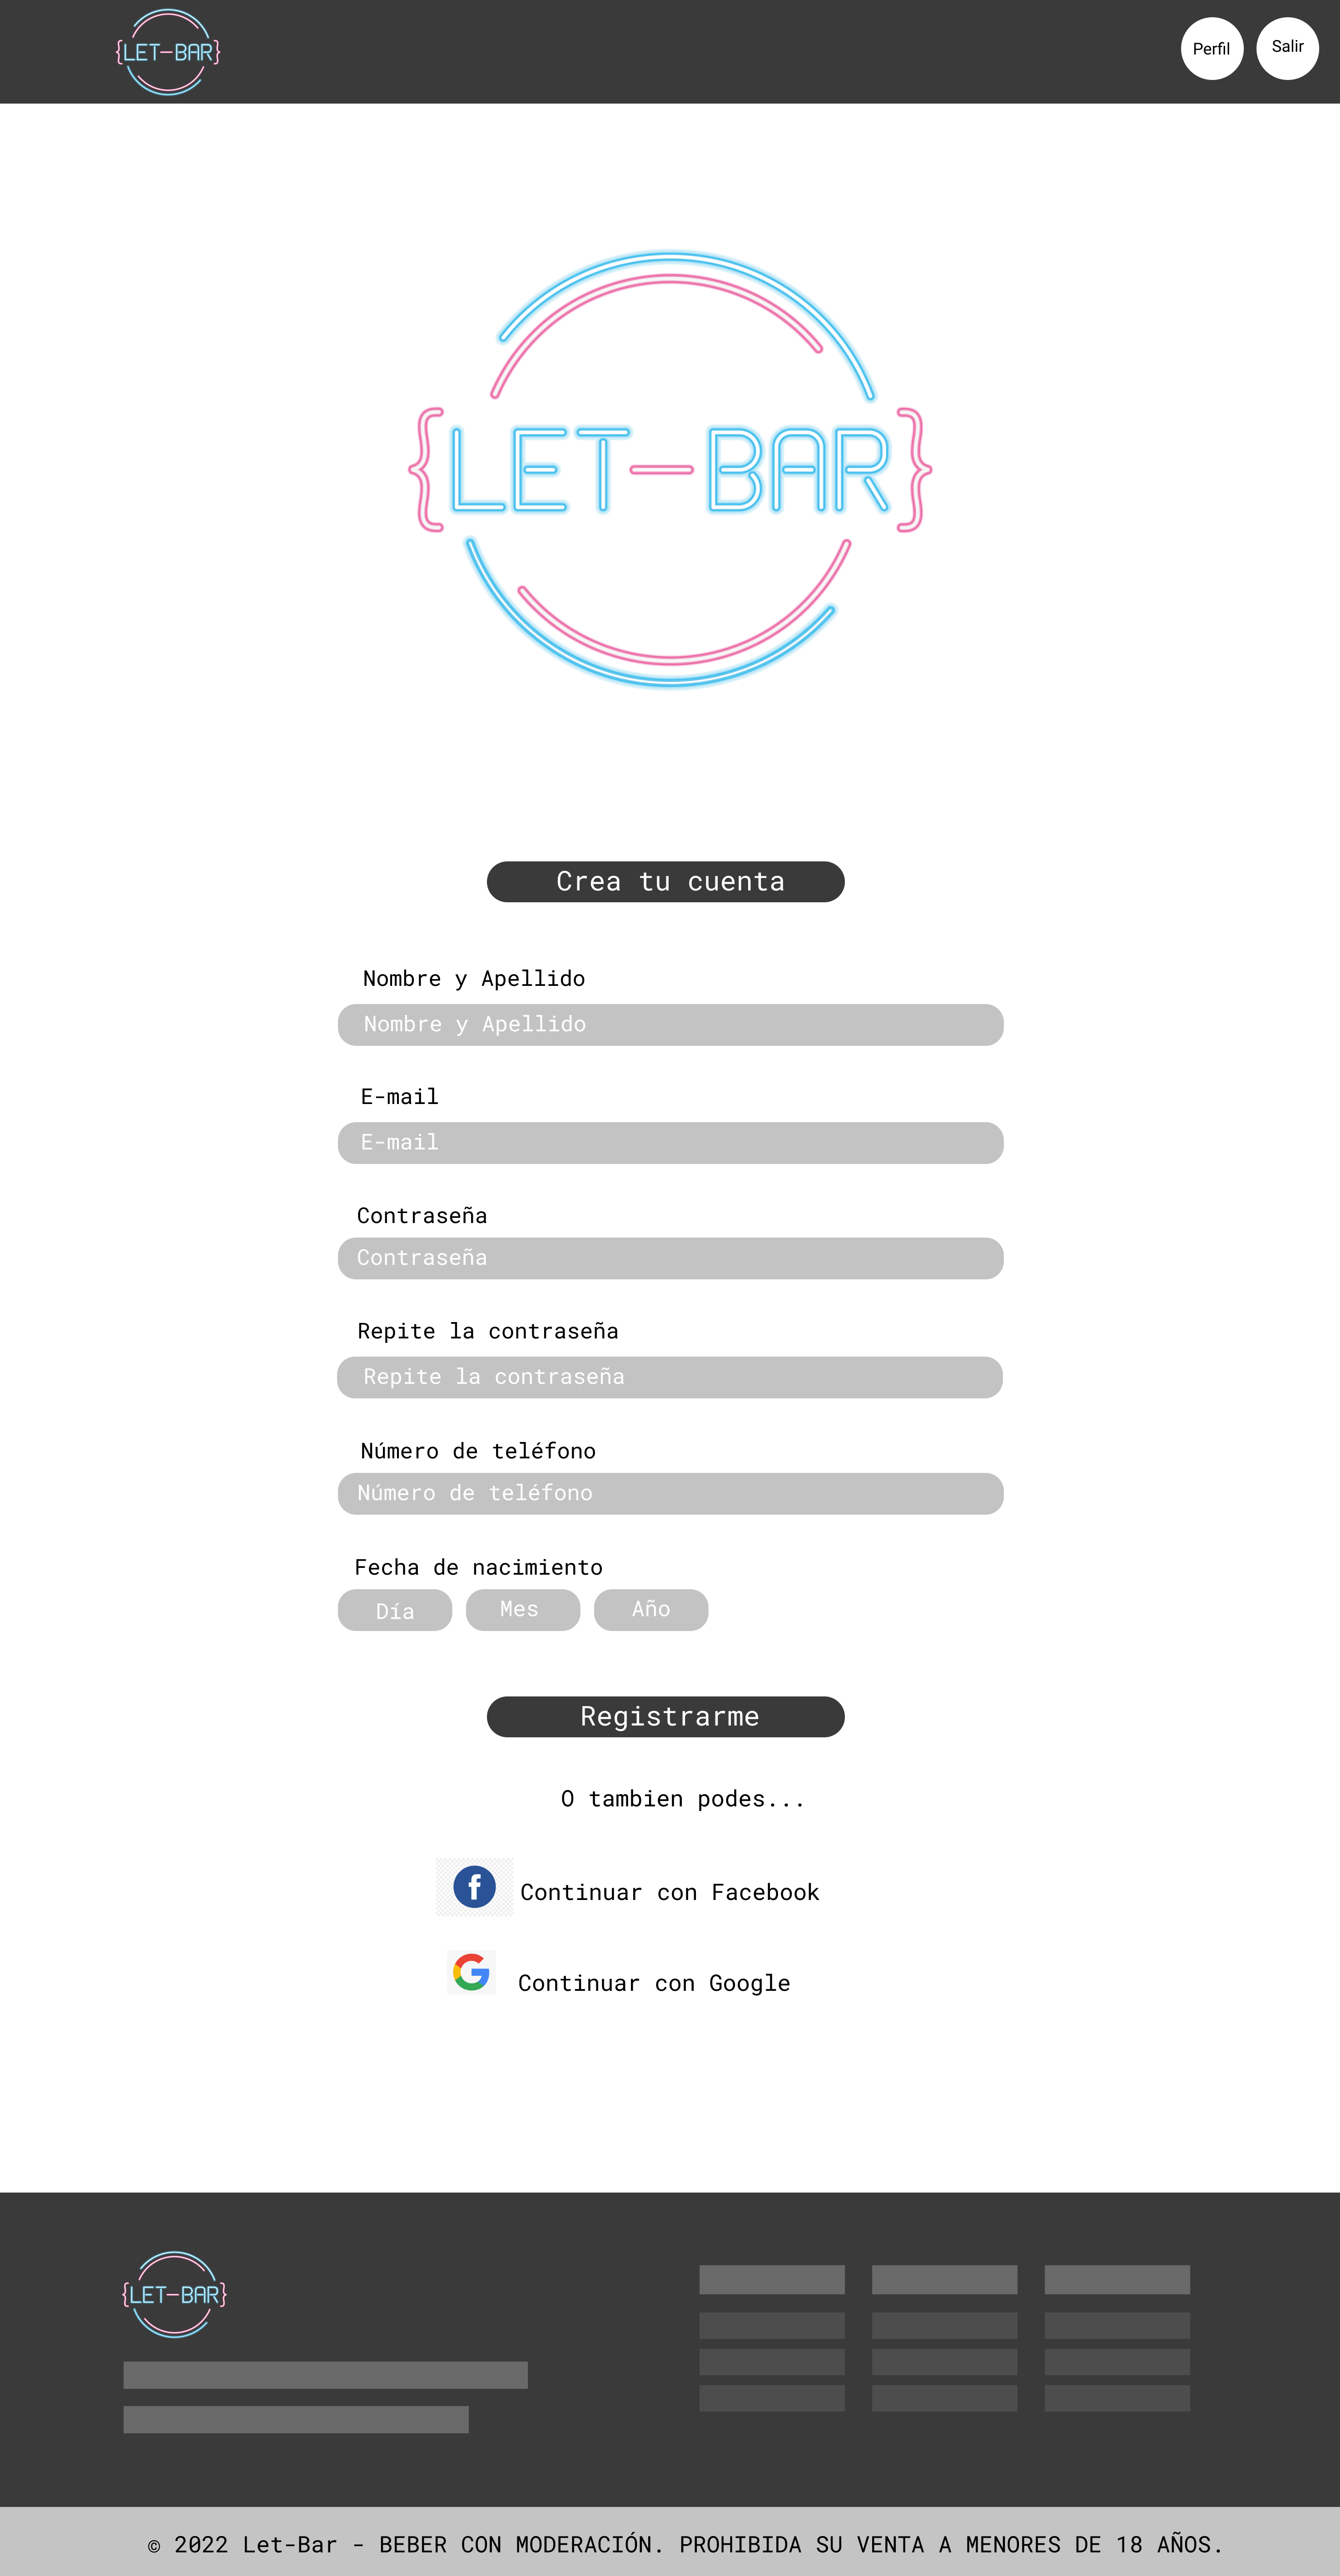 {LET-BAR}
Perfil
Salir
{LET-BAR}
Crea tu cuenta
Nombre y Apellido
Nombre y Apellido
E-mail
E-mail
Contraseña
Contraseña
Repite la contraseña
Repite la contraseña
Número de teléfono
Número de teléfono
Fecha de nacimiento
Día Mes Año
Registrarme
O tambien podes...
f Continuar con Facebook
G Continuar con Google
{LET-BAR}
© 2022 Let-Bar - BEBER CON MODERACIÓN. PROHIBIDA SU VENTA A MENORES DE 18 AÑOS.